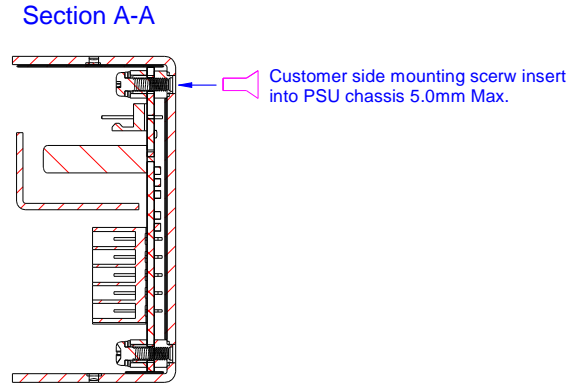 Section A-A
Customer side mounting scerw insert
into PSU chassis 5.0mm Max.